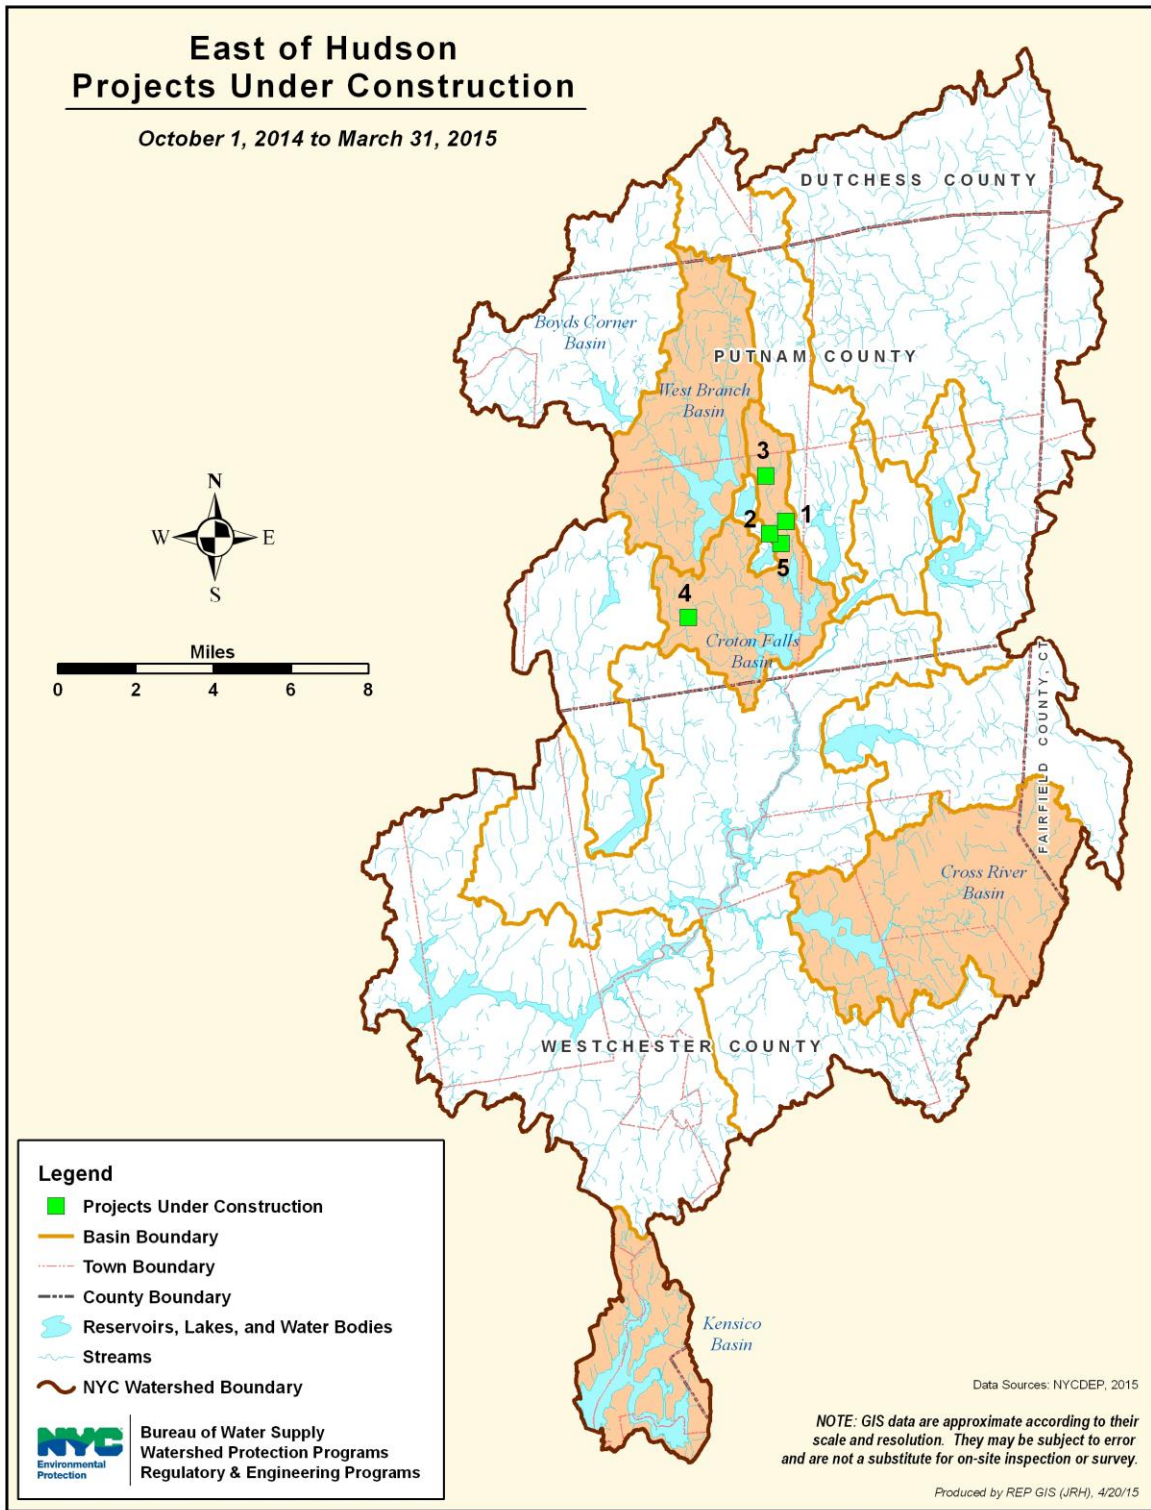 East of Hudson
Projects Under Construction
October 1, 2014 to March 31, 2015
DUTCHESS COUNTY
Boyds Corner
Basin
PUTNAM COUNTY
West Branch
Basin
3
1
2
5
4
Croton Falls
Basin
N
W
E
S
Miles
0 2 4 6 8
FAIRFIELD COUNTY, CT
Cross River
Basin
WESTCHESTER COUNTY
Kensico
Basin
Legend
Projects Under Construction
Basin Boundary
Town Boundary
County Boundary
Reservoirs, Lakes, and Water Bodies
Streams
NYC Watershed Boundary
NYC
Environmental
Protection
Bureau of Water Supply
Watershed Protection Programs
Regulatory & Engineering Programs
Data Sources: NYCDEP, 2015
NOTE: GIS data are approximate according to their
scale and resolution. They may be subject to error
and are not a substitute for on-site inspection or survey.
Produced by REP GIS (JRH), 4/20/15